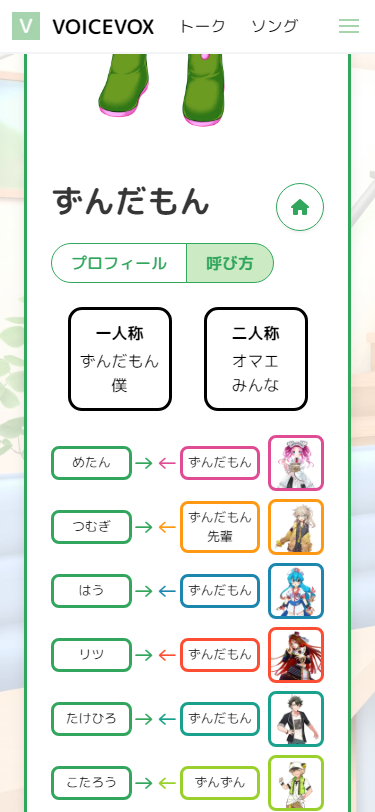 V VOICEVOX トーク ソング
ずんだもん
プロフィール 呼び方
一人称
ずんだもん
僕
二人称
オマエ
みんな
めたん → ← ずんだもん
つむぎ → ← ずんだもん
先輩
はう → ← ずんだもん
リツ → ← ずんだもん
たけひろ → ← ずんだもん
こたろう → ← ずんずん